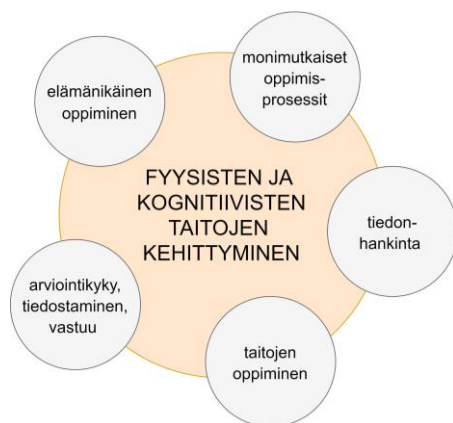 monimutkaiset
oppimis-
prosessit
elämänikäinen
oppiminen
FYYSISTEN JA
KOGNITIIVISTEN
TAITOJEN
KEHITTYMINEN
tiedon-
hankinta
arviointikyky,
tiedostaminen,
vastuu
taitojen
oppiminen